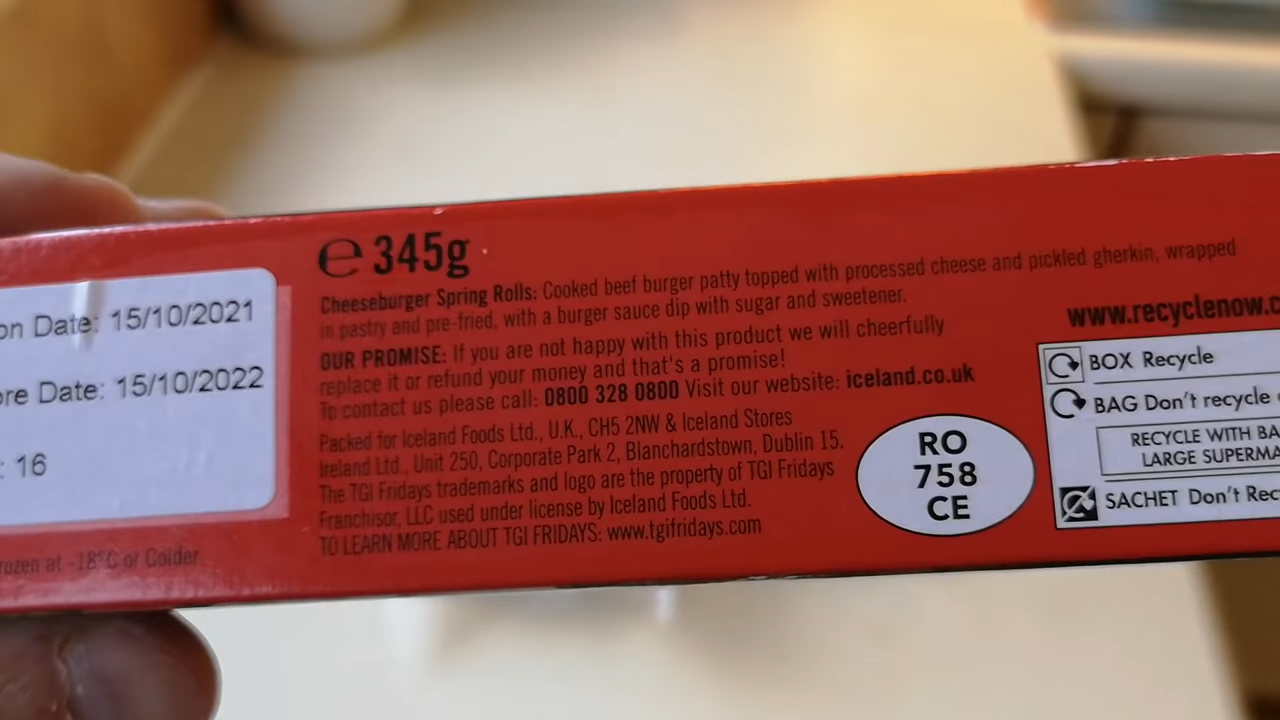 on Date: 15/10/2021
ore Date: 15/10/2022
: 16
rozen at -18°C or Colder
℮ 345g
Cheeseburger Spring Rolls: Cooked beef burger patty topped with processed cheese and pickled gherkin, wrapped
in pastry and pre-fried, with a burger sauce dip with sugar and sweetener.
OUR PROMISE: If you are not happy with this product we will cheerfully
replace it or refund your money and that's a promise!
To contact us please call: 0800 328 0800 Visit our website: iceland.co.uk
Packed for Iceland Foods Ltd., U.K., CH5 2NW & Iceland Stores
Ireland Ltd., Unit 250, Corporate Park 2, Blanchardstown, Dublin 15.
The TGI Fridays trademarks and logo are the property of TGI Fridays
Franchisor, LLC used under license by Iceland Foods Ltd.
TO LEARN MORE ABOUT TGI FRIDAYS: www.tgifridays.com
RO
758
CE
www.recyclenow.c
BOX Recycle
BAG Don't recycle
RECYCLE WITH BA
LARGE SUPERMA
SACHET Don't Rec